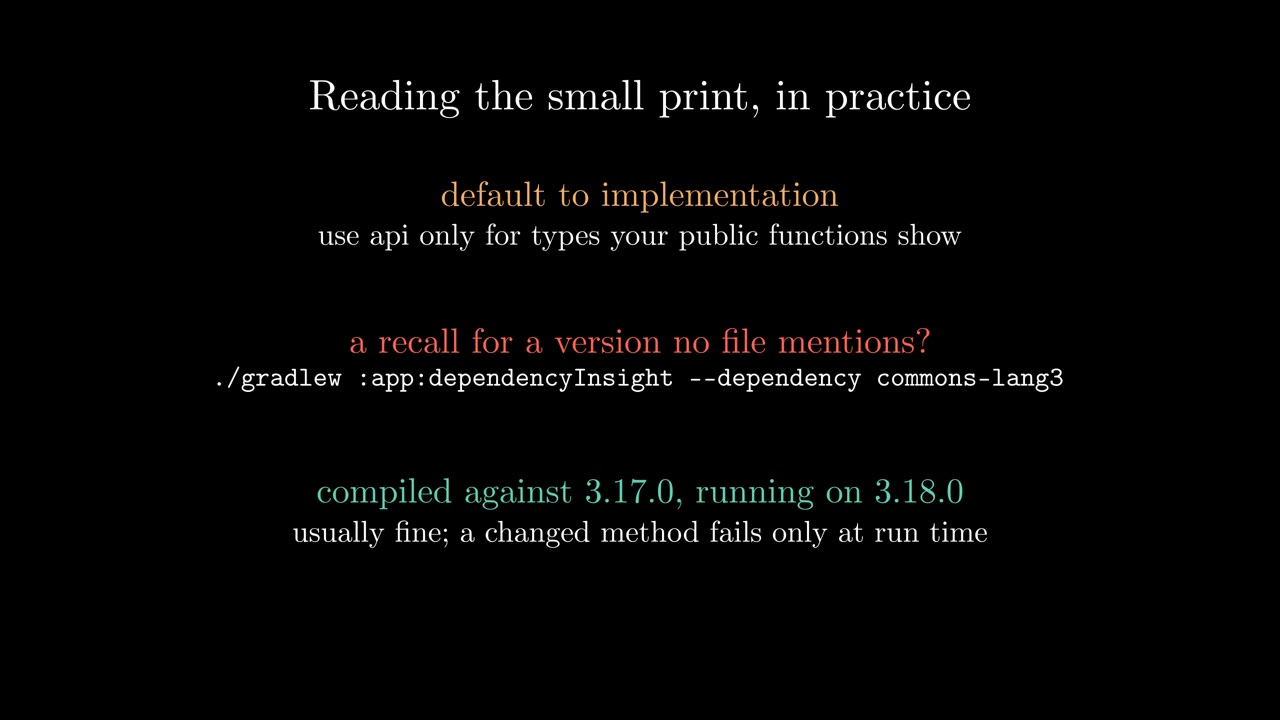 Reading the small print, in practice
default to implementation
use api only for types your public functions show
a recall for a version no file mentions?
./gradlew :app:dependencyInsight --dependency commons-lang3
compiled against 3.17.0, running on 3.18.0
usually fine; a changed method fails only at run time